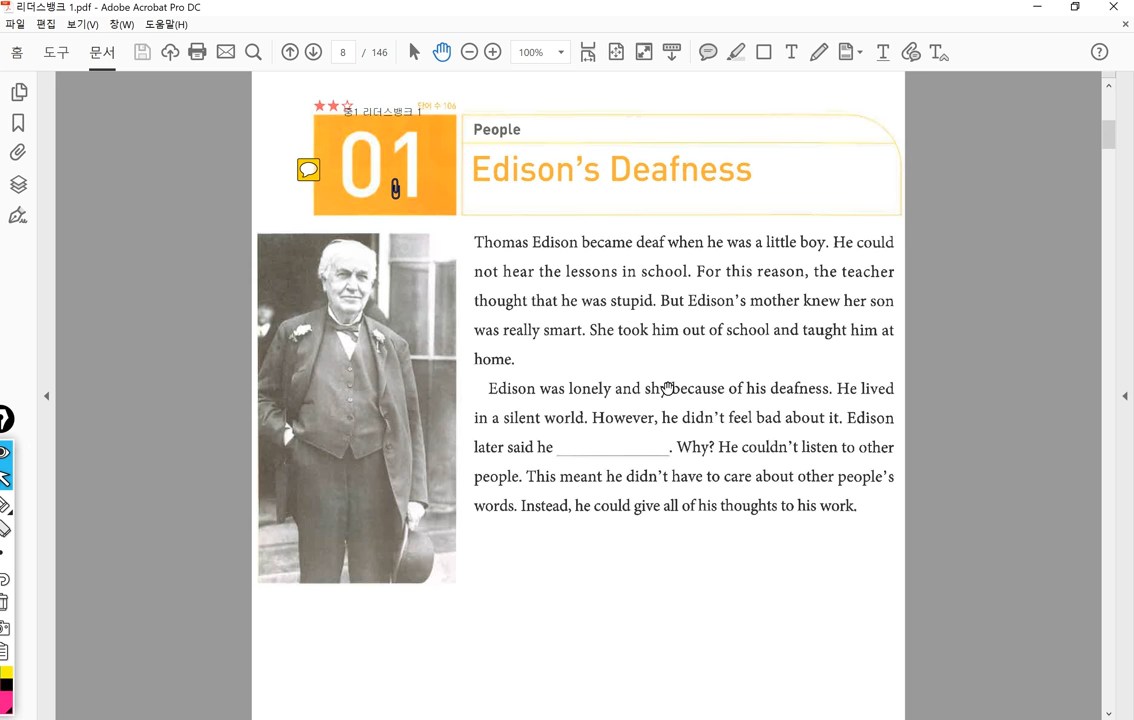 리더스뱅크 1.pdf - Adobe Acrobat Pro DC
파일 편집 보기(V) 창(W) 도움말(H)
홈 도구 문서 8 / 146 100%
단어 수 106
중1 리더스뱅크 1
01
People
Edison's Deafness
Thomas Edison became deaf when he was a little boy. He could
not hear the lessons in school. For this reason, the teacher
thought that he was stupid. But Edison's mother knew her son
was really smart. She took him out of school and taught him at
home.
Edison was lonely and shy because of his deafness. He lived
in a silent world. However, he didn't feel bad about it. Edison
later said he ____________. Why? He couldn't listen to other
people. This meant he didn't have to care about other people's
words. Instead, he could give all of his thoughts to his work.